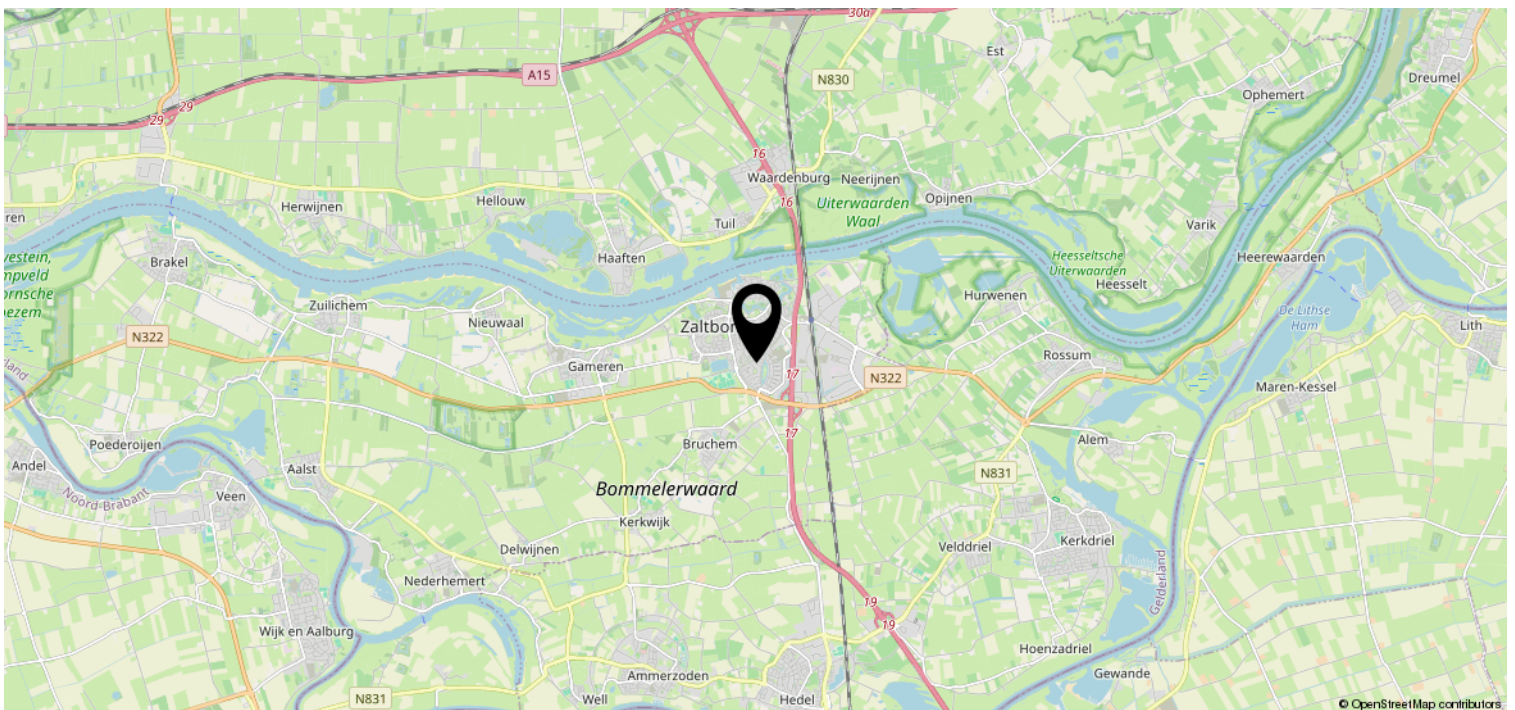 30a
Est
A15
N830
Dreumel
Ophemert
29
29
16
Waardenburg
Neerijnen
Herwijnen
Hellouw
16
Uiterwaarden
Waal
Opijnen
Tuil
Varik
Brakel
Haaften
Heesseltsche
Uiterwaarden
Heerewaarden
Heesselt
Hurwenen
Zuilichem
Nieuwaal
De Lithse
Ham
Lith
N322
Gameren
17
N322
Rossum
Maren-Kessel
Poederoijen
Bruchem
17
Alem
Andel
Aalst
N831
Noord-Brabant
Veen
Bommelerwaard
Kerkwijk
Delwijnen
Velddriel
Kerkdriel
Nederhemert
Gelderland
19
19
Wijk en Aalburg
Hoenzadriel
Ammerzoden
Gewande
N831
Well
Hedel
© OpenStreetMap contributors